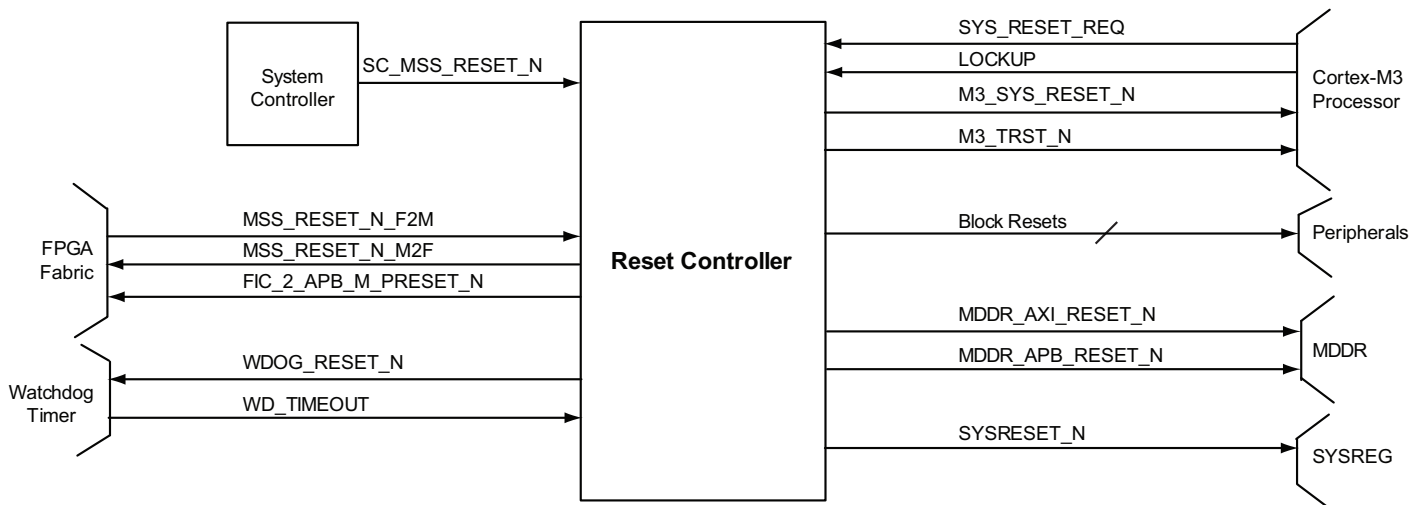 System
Controller
SC_MSS_RESET_N
FPGA
Fabric
MSS_RESET_N_F2M
MSS_RESET_N_M2F
FIC_2_APB_M_PRESET_N
Watchdog
Timer
WDOG_RESET_N
WD_TIMEOUT
Reset Controller
SYS_RESET_REQ
LOCKUP
M3_SYS_RESET_N
M3_TRST_N
Cortex-M3
Processor
Block Resets
Peripherals
MDDR_AXI_RESET_N
MDDR_APB_RESET_N
MDDR
SYSRESET_N
SYSREG